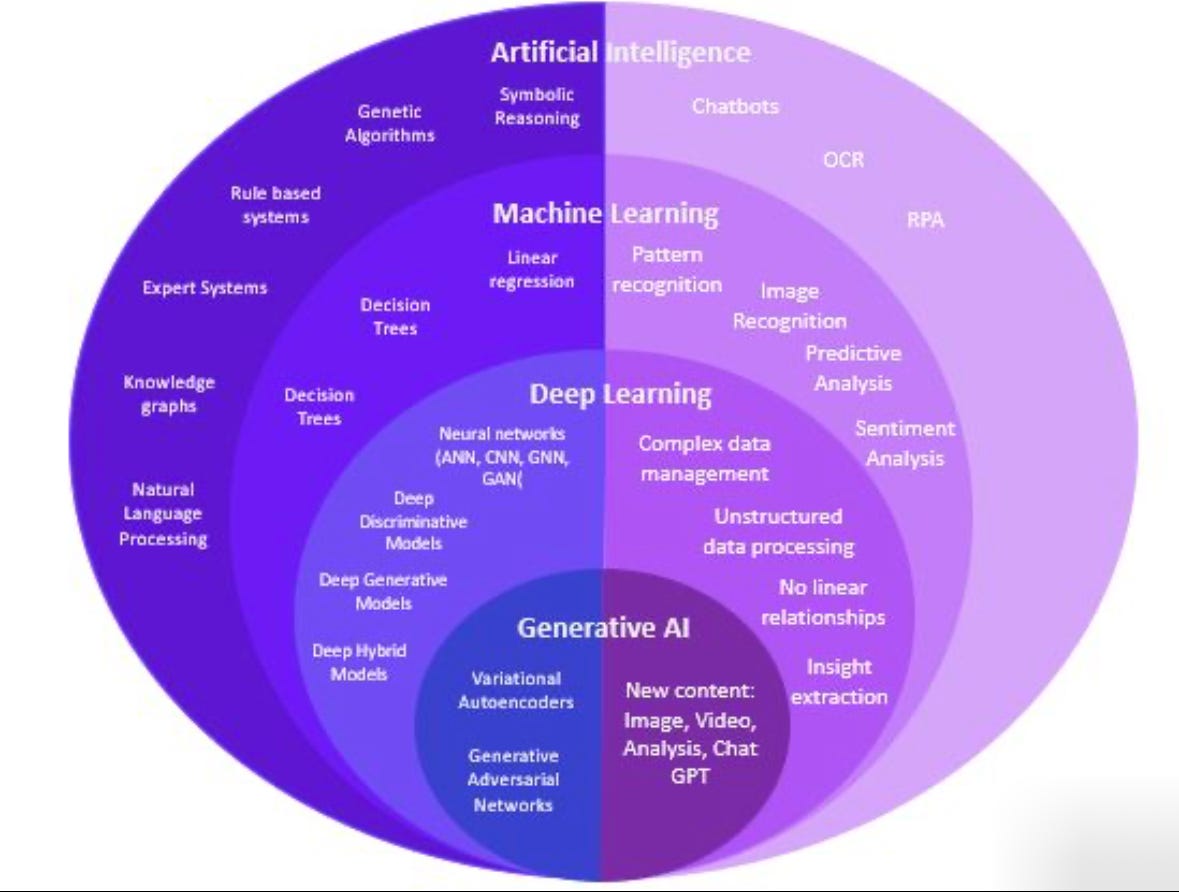 Artificial Intelligence
Symbolic
Reasoning
Genetic
Algorithms
Rule based
systems
Expert Systems
Knowledge
graphs
Natural
Language
Processing
Chatbots
OCR
RPA
Machine Learning
Linear
regression
Decision
Trees
Decision
Trees
Pattern
recognition
Image
Recognition
Predictive
Analysis
Sentiment
Analysis
Deep Learning
Neural networks
(ANN, CNN, GNN,
GAN(
Deep
Discriminative
Models
Deep Generative
Models
Deep Hybrid
Models
Complex data
management
Unstructured
data processing
No linear
relationships
Insight
extraction
Generative AI
Variational
Autoencoders
Generative
Adversarial
Networks
New content:
Image, Video,
Analysis, Chat
GPT